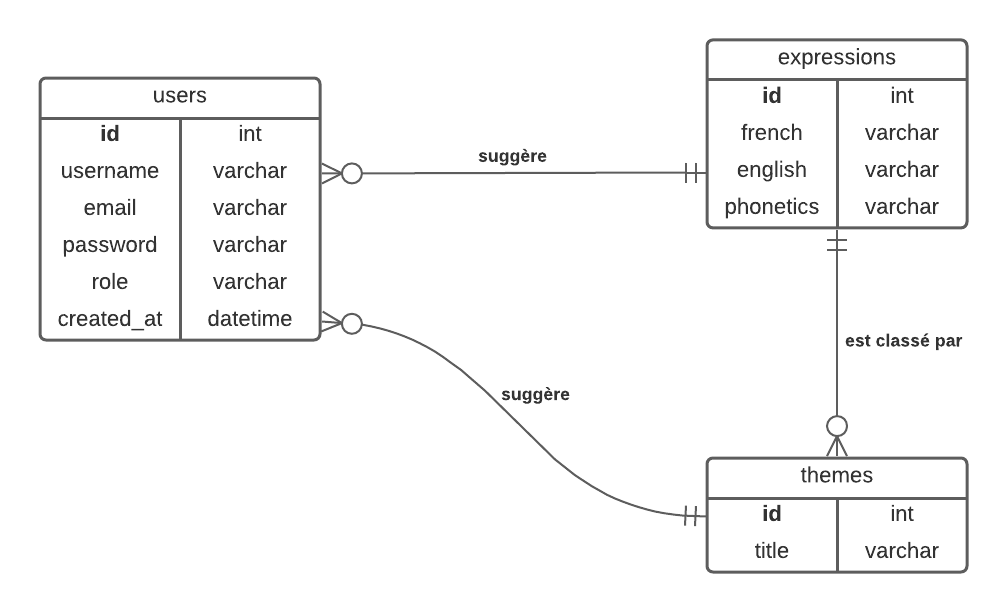 users
id int
username varchar
email varchar
password varchar
role varchar
created_at datetime
suggère
suggère
expressions
id int
french varchar
english varchar
phonetics varchar
est classé par
themes
id int
title varchar